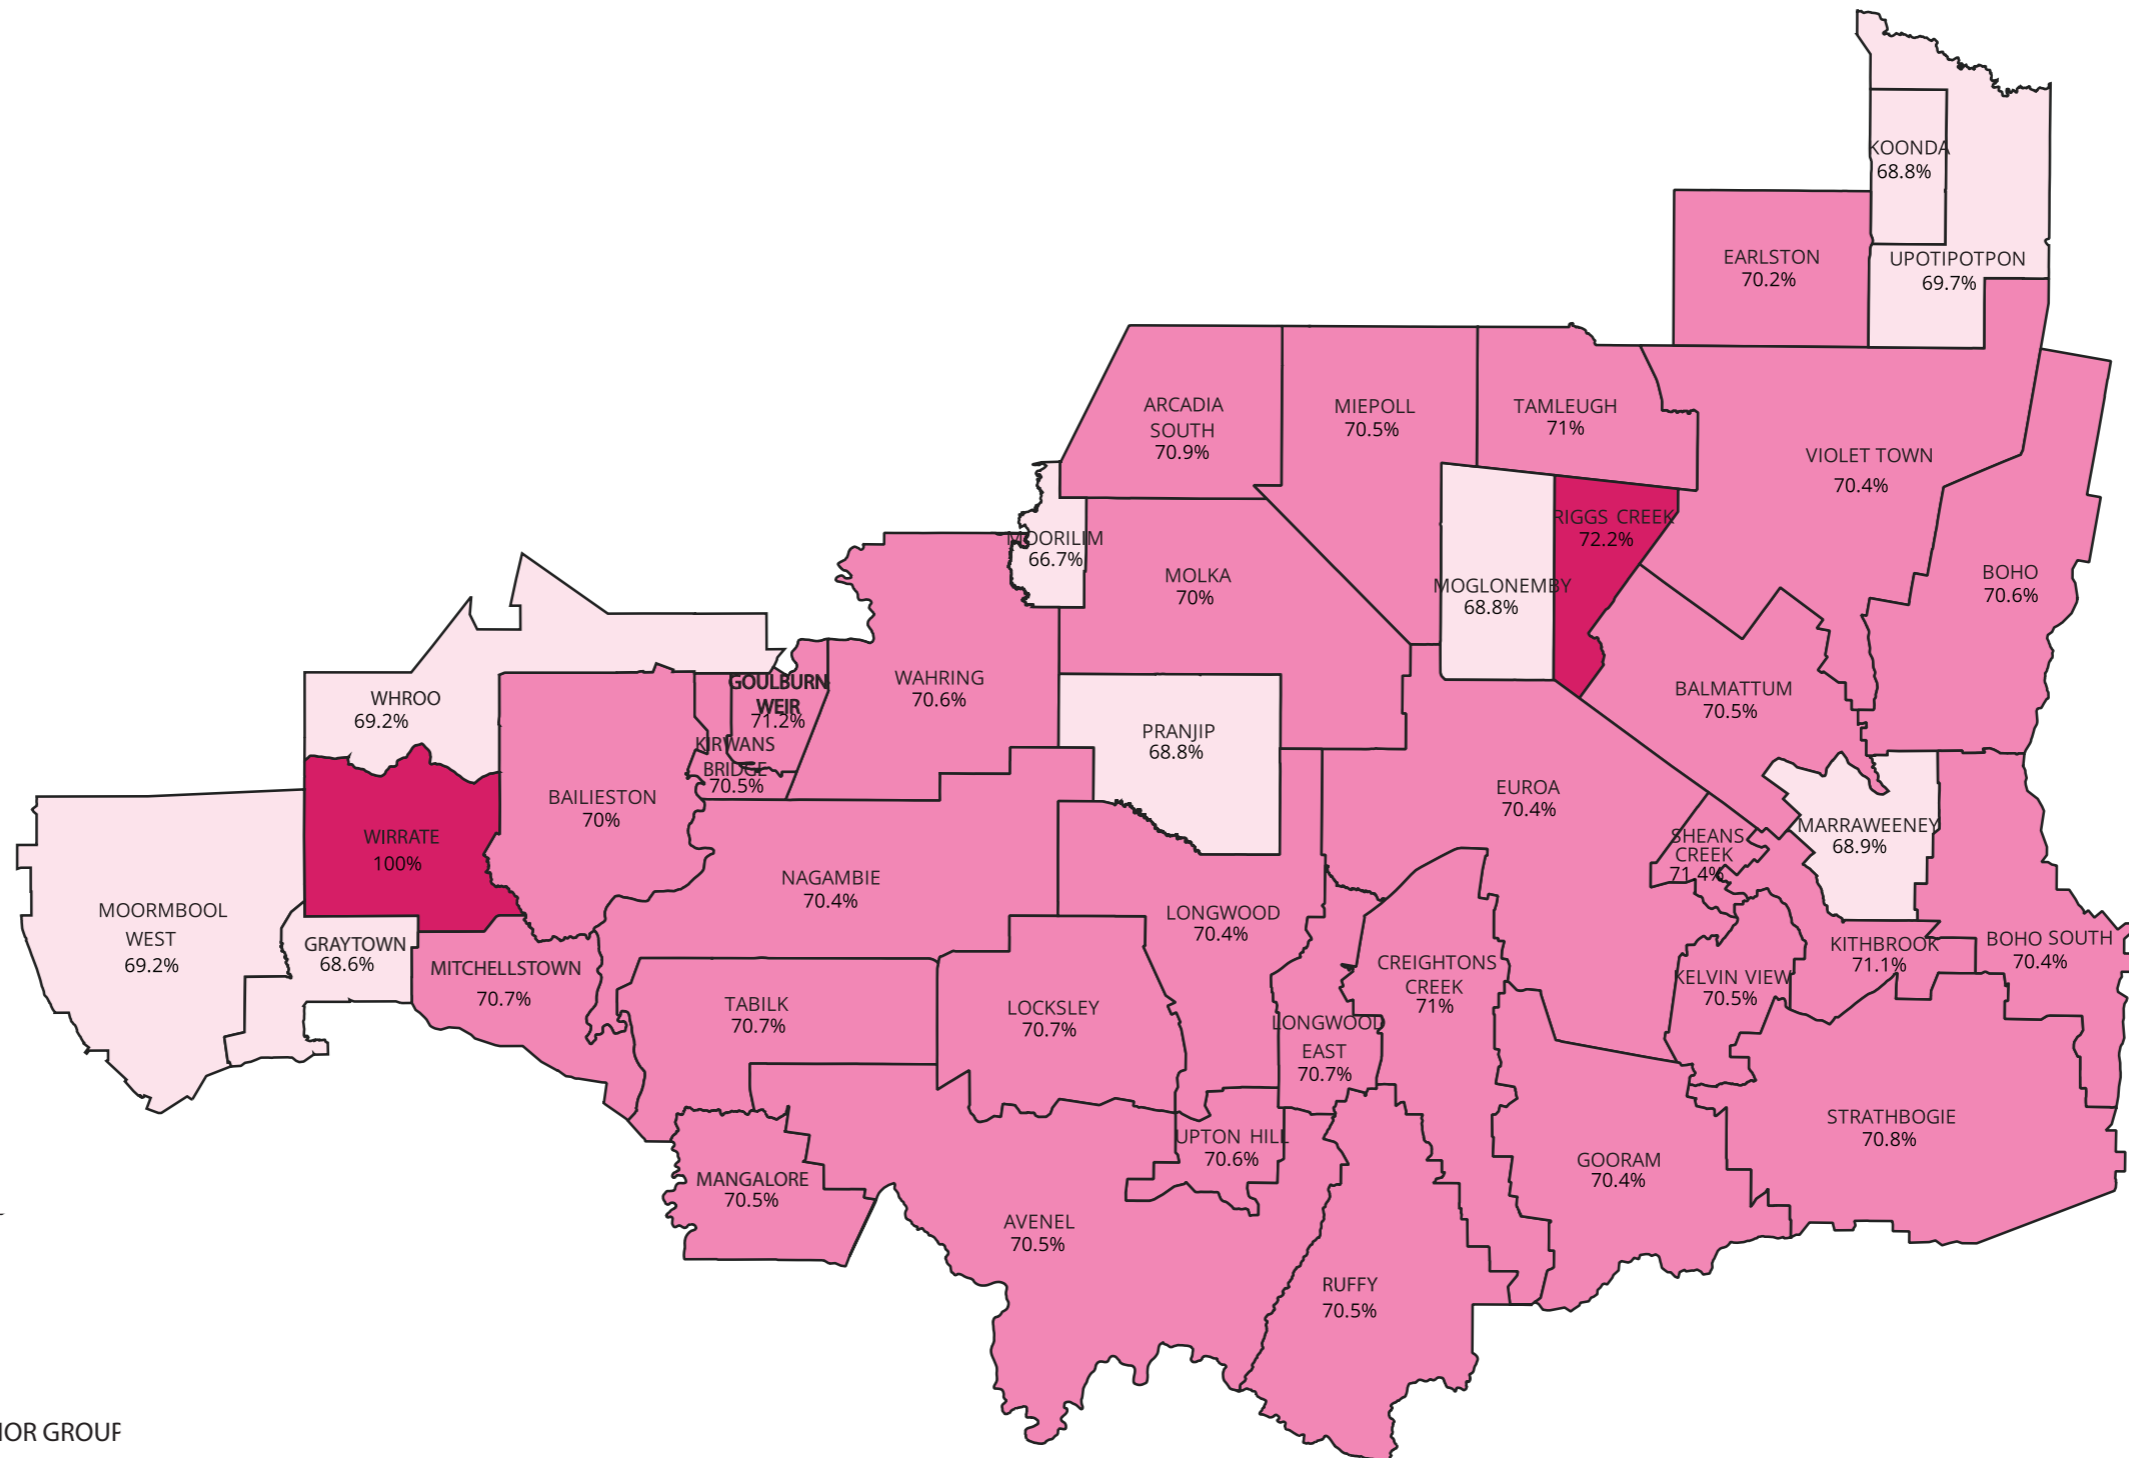 KOONDA
68.8%
EARLSTON
70.2%
UPOTIPOTPON
69.7%
ARCADIA
SOUTH
70.9%
MIEPOLL
70.5%
TAMLEUGH
71%
VIOLET TOWN
70.4%
RIGGS CREEK
72.2%
MOORILIM
66.7%
MOLKA
70%
MOGLONEMBY
68.8%
BOHO
70.6%
WHROO
69.2%
GOULBURN
WEIR
71.2%
WAHRING
70.6%
BALMATTUM
70.5%
PRANJIP
68.8%
KIRWANS
BRIDGE
70.5%
BAILIESTON
70%
EUROA
70.4%
WIRRATE
100%
SHEANS
CREEK
71.4%
MARRAWEENEY
68.9%
NAGAMBIE
70.4%
MOORMBOOL
WEST
69.2%
LONGWOOD
70.4%
GRAYTOWN
68.6%
KITHBROOK
71.1%
BOHO SOUTH
70.4%
MITCHELLSTOWN
70.7%
CREIGHTONS
CREEK
71%
KELVIN VIEW
70.5%
TABILK
70.7%
LOCKSLEY
70.7%
LONGWOOD
EAST
70.7%
STRATHBOGIE
70.8%
UPTON HILL
70.6%
GOORAM
70.4%
MANGALORE
70.5%
AVENEL
70.5%
RUFFY
70.5%
GROUP